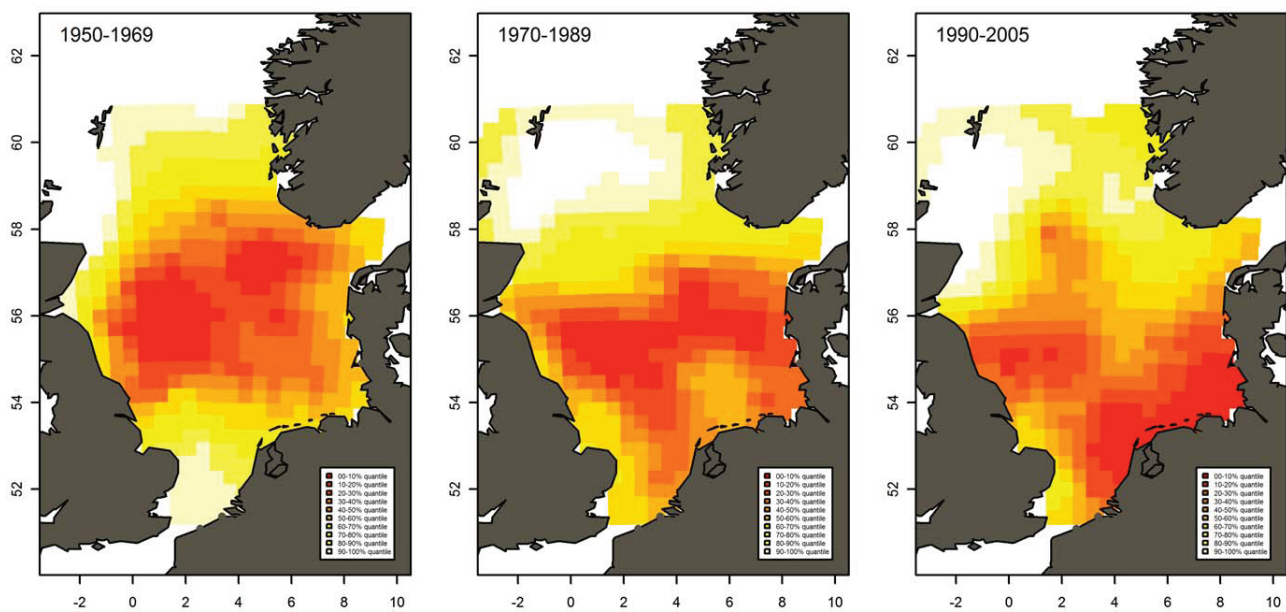 1950-1969
62
60
58
56
54
52
00-10% quantile
10-20% quantile
20-30% quantile
30-40% quantile
40-50% quantile
50-60% quantile
60-70% quantile
70-80% quantile
80-90% quantile
90-100% quantile
-2 0 2 4 6 8 10
1970-1989
62
60
58
56
54
52
00-10% quantile
10-20% quantile
20-30% quantile
30-40% quantile
40-50% quantile
50-60% quantile
60-70% quantile
70-80% quantile
80-90% quantile
90-100% quantile
-2 0 2 4 6 8 10
1990-2005
62
60
58
56
54
52
00-10% quantile
10-20% quantile
20-30% quantile
30-40% quantile
40-50% quantile
50-60% quantile
60-70% quantile
70-80% quantile
80-90% quantile
90-100% quantile
-2 0 2 4 6 8 10